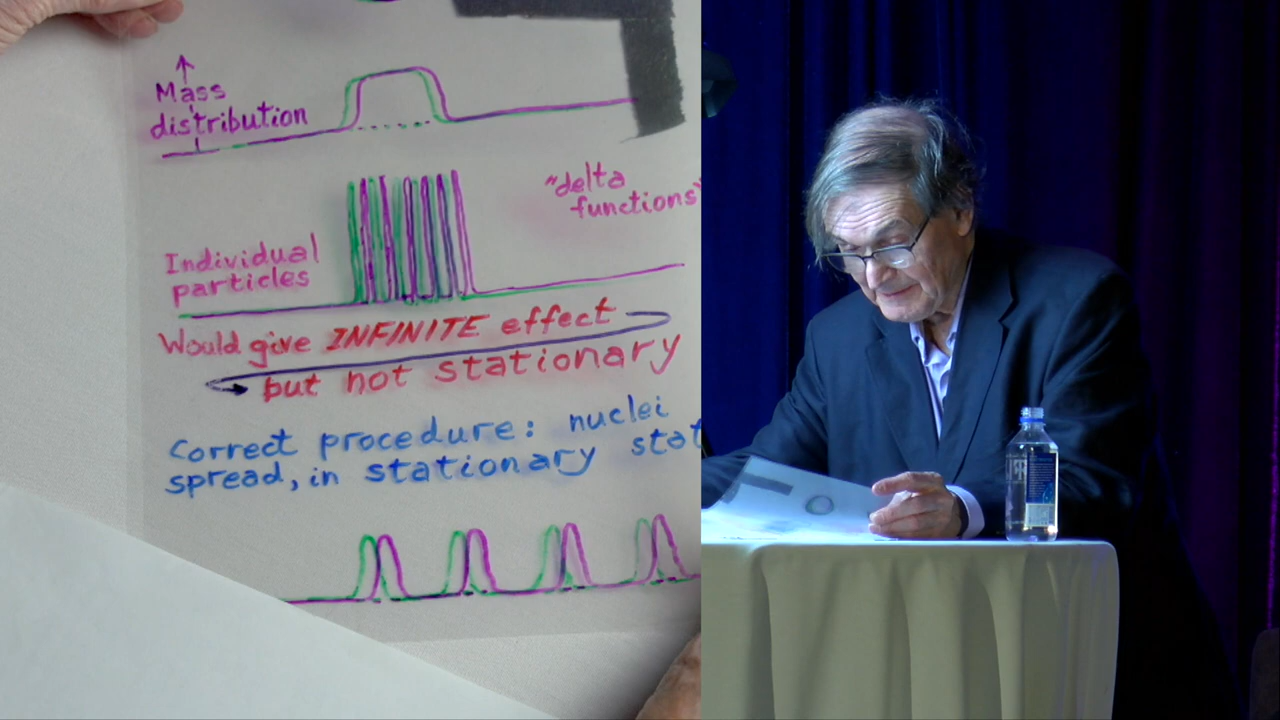 Mass
distribution
"delta
functions"
Individual
particles
Would give INFINITE effect
but not stationary
Correct procedure: nuclei
spread, in stationary stat